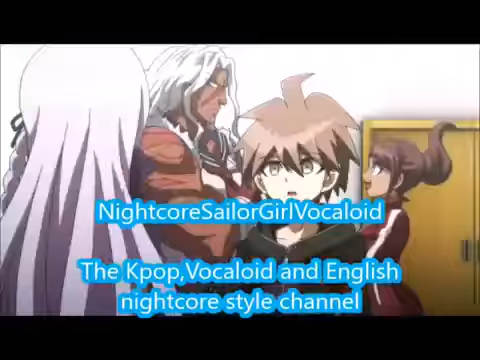 NightcoreSailorGirlVocaloid
The Kpop,Vocaloid and English
nightcore style channel